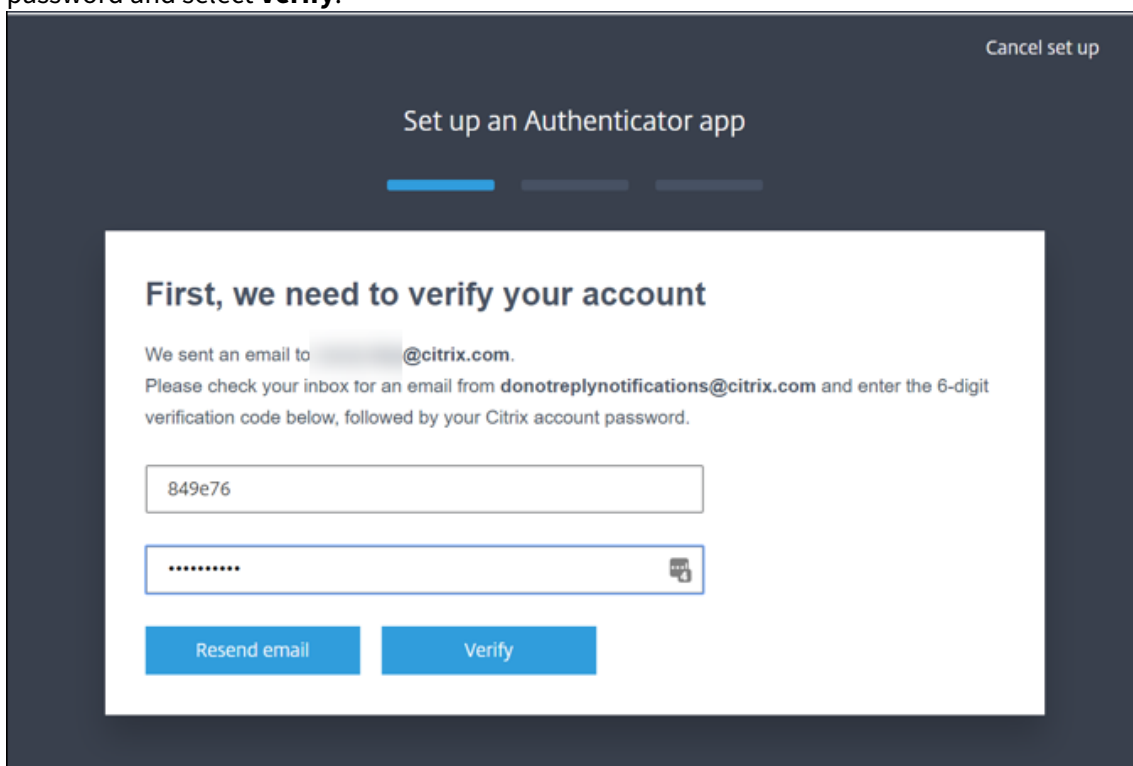 password and select Verify.
Cancel set up
Set up an Authenticator app
First, we need to verify your account
We sent an email to @citrix.com.
Please check your inbox for an email from donotreplynotifications@citrix.com and enter the 6-digit
verification code below, followed by your Citrix account password.
849e76
••••••••••
4
Resend email
Verify